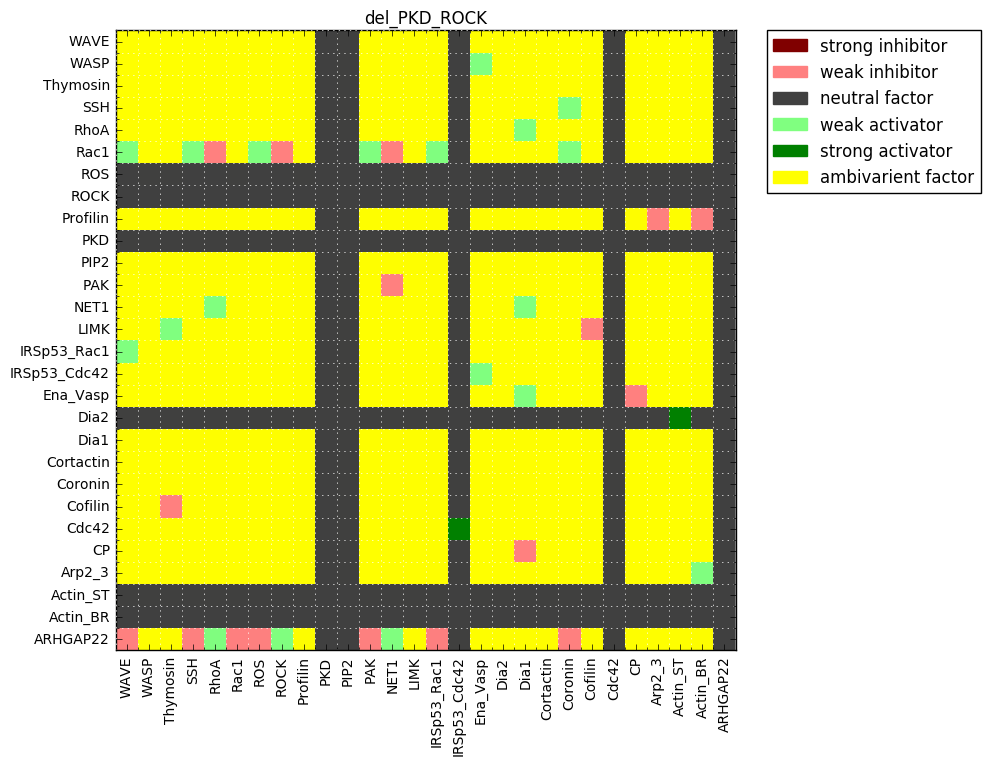 del_PKD_ROCK
WAVE
WASP
Thymosin
SSH
RhoA
Rac1
ROS
ROCK
Profilin
PKD
PIP2
PAK
NET1
LIMK
IRSp53_Rac1
IRSp53_Cdc42
Ena_Vasp
Dia2
Dia1
Cortactin
Coronin
Cofilin
Cdc42
CP
Arp2_3
Actin_ST
Actin_BR
ARHGAP22
WAVE
WASP
Thymosin
SSH
RhoA
Rac1
ROS
ROCK
Profilin
PKD
PIP2
PAK
NET1
LIMK
IRSp53_Rac1
IRSp53_Cdc42
Ena_Vasp
Dia2
Dia1
Cortactin
Coronin
Cofilin
Cdc42
CP
Arp2_3
Actin_ST
Actin_BR
ARHGAP22
strong inhibitor
weak inhibitor
neutral factor
weak activator
strong activator
ambivarient factor